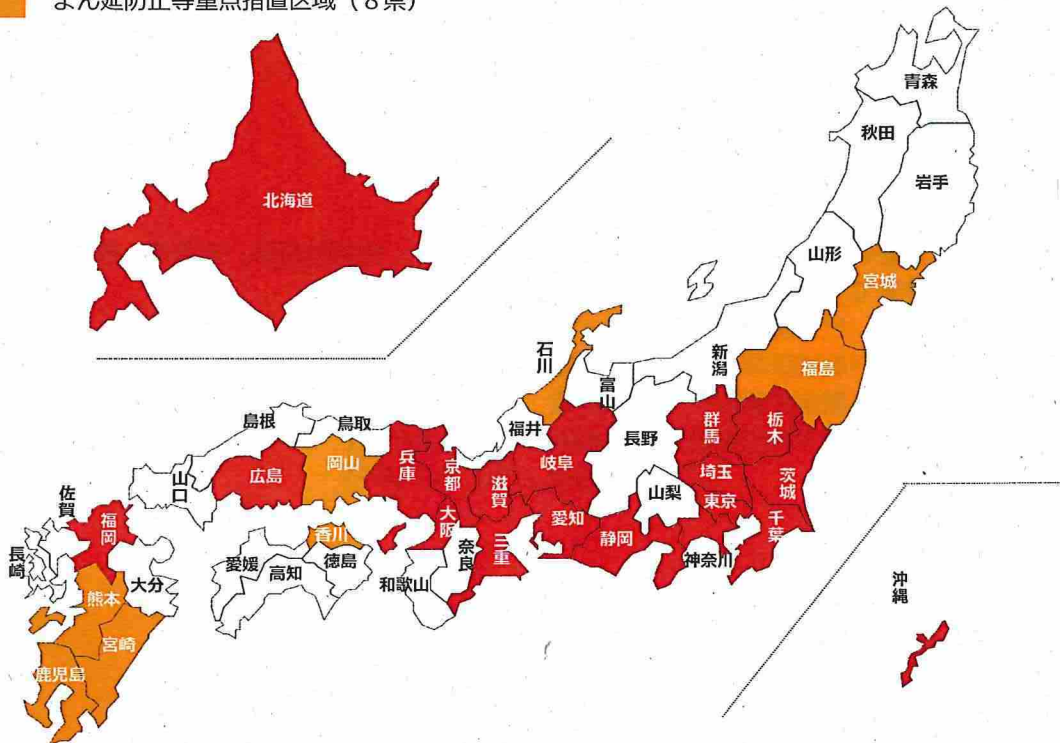 まん延防止等重点措置区域（８県）
北海道
青森
秋田
岩手
山形
宮城
福島
新潟
石川
富山
福井
長野
群馬
栃木
茨城
埼玉
東京
千葉
神奈川
山梨
静岡
愛知
岐阜
三重
滋賀
京都
大阪
兵庫
奈良
和歌山
鳥取
島根
岡山
広島
山口
香川
徳島
愛媛
高知
福岡
佐賀
長崎
大分
熊本
宮崎
鹿児島
沖縄